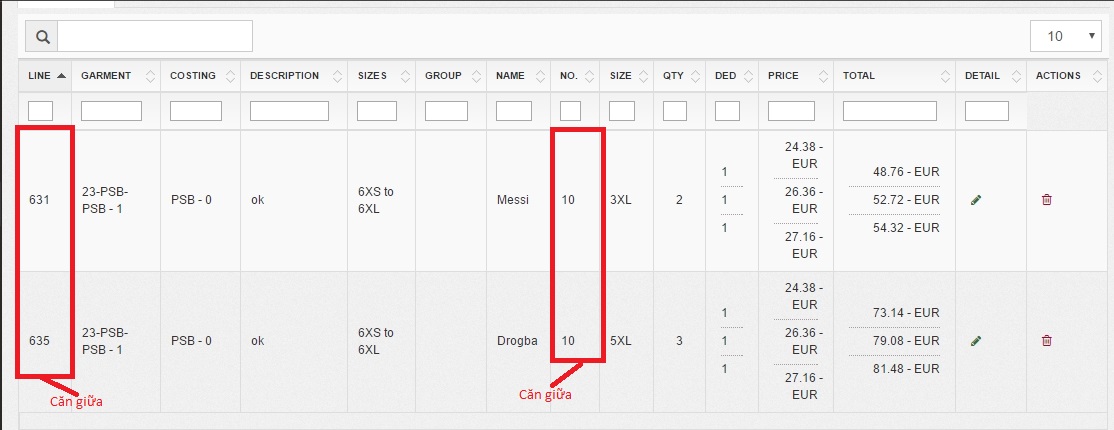 10
LINE GARMENT COSTING DESCRIPTION SIZES GROUP NAME NO. SIZE QTY DED PRICE TOTAL DETAIL ACTIONS
631 23-PSB-PSB - 1 PSB - 0 ok 6XS to 6XL Messi 10 3XL 2
1 24.38 - EUR 48.76 - EUR
1 26.36 - EUR 52.72 - EUR
1 27.16 - EUR 54.32 - EUR
635 23-PSB-PSB - 1 PSB - 0 ok 6XS to 6XL Drogba 10 5XL 3
1 24.38 - EUR 73.14 - EUR
1 26.36 - EUR 79.08 - EUR
1 27.16 - EUR 81.48 - EUR
Căn giữa Căn giữa